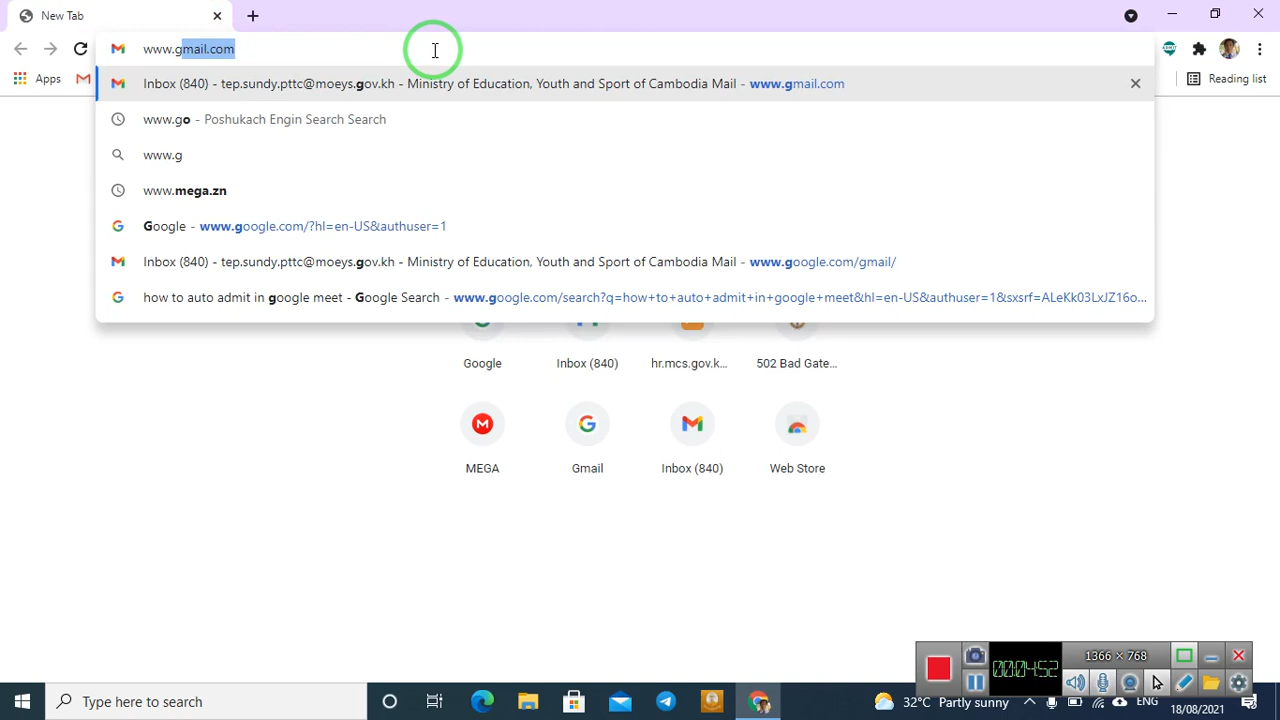 New Tab
www.gmail.com
Apps
Reading list
Inbox (840) - tep.sundy.pttc@moeys.gov.kh - Ministry of Education, Youth and Sport of Cambodia Mail - www.gmail.com
www.go - Poshukach Engin Search Search
www.g
www.mega.zn
Google - www.google.com/?hl=en-US&authuser=1
Inbox (840) - tep.sundy.pttc@moeys.gov.kh - Ministry of Education, Youth and Sport of Cambodia Mail - www.google.com/gmail/
how to auto admit in google meet - Google Search - www.google.com/search?q=how+to+auto+admit+in+google+meet&hl=en-US&authuser=1&sxsrf=ALeKk03LxJZ16o...
Google
Inbox (840)
hr.mcs.gov.k...
502 Bad Gate...
MEGA
Gmail
Inbox (840)
Web Store
1366 × 768
00:04:52
Type here to search
32°C Partly sunny
ENG
18/08/2021